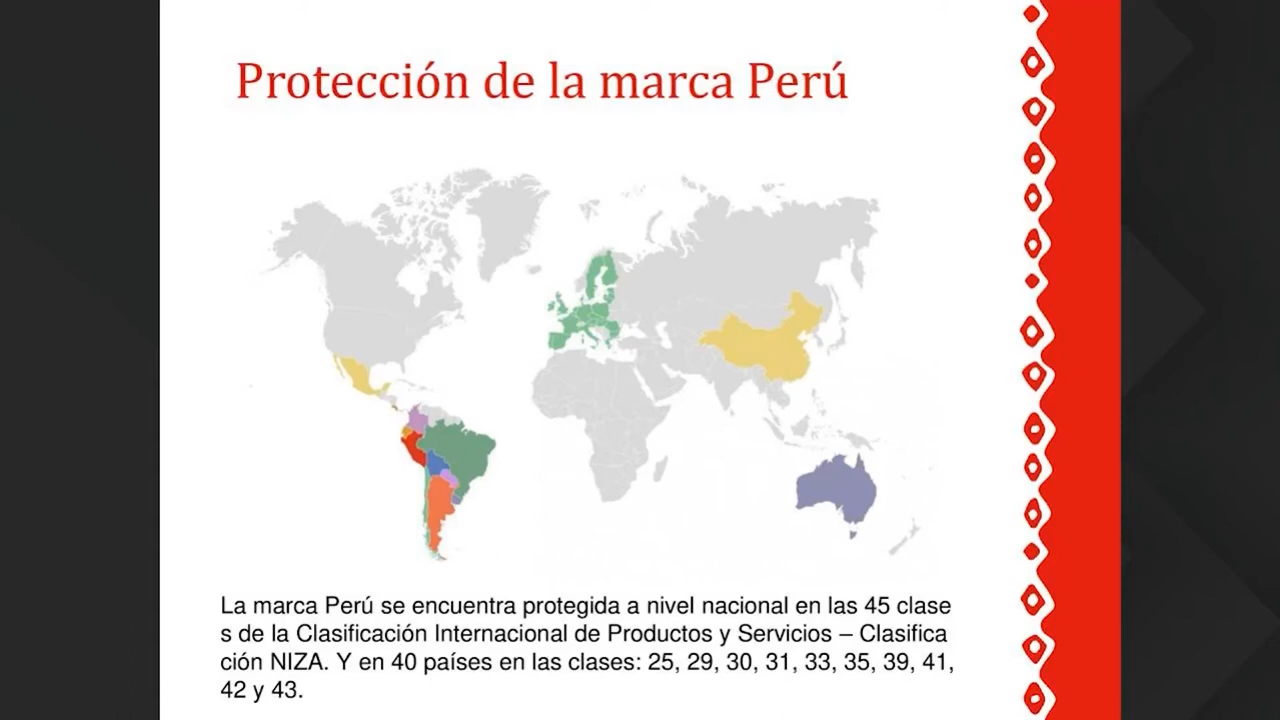 Protección de la marca Perú
La marca Perú se encuentra protegida a nivel nacional en las 45 clase
s de la Clasificación Internacional de Productos y Servicios – Clasifica
ción NIZA. Y en 40 países en las clases: 25, 29, 30, 31, 33, 35, 39, 41,
42 y 43.